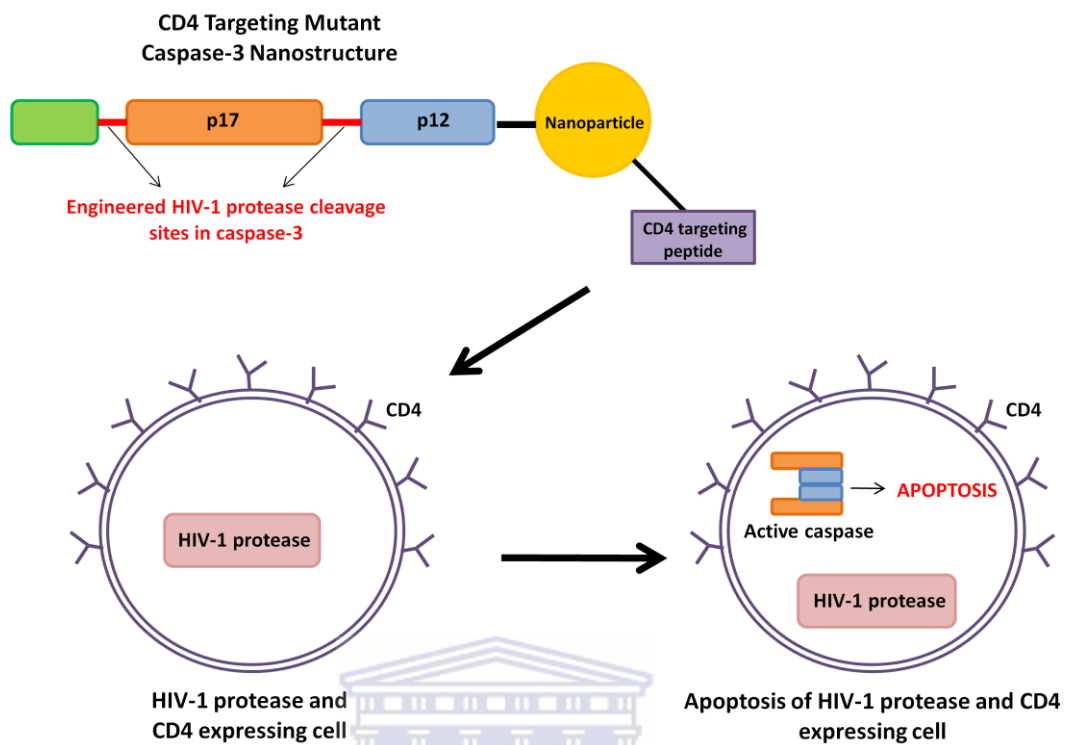 CD4 Targeting Mutant
Caspase-3 Nanostructure
p17
p12
Nanoparticle
Engineered HIV-1 protease cleavage
sites in caspase-3
CD4 targeting
peptide
CD4
HIV-1 protease
HIV-1 protease and
CD4 expressing cell
CD4
APOPTOSIS
Active caspase
HIV-1 protease
Apoptosis of HIV-1 protease and CD4
expressing cell